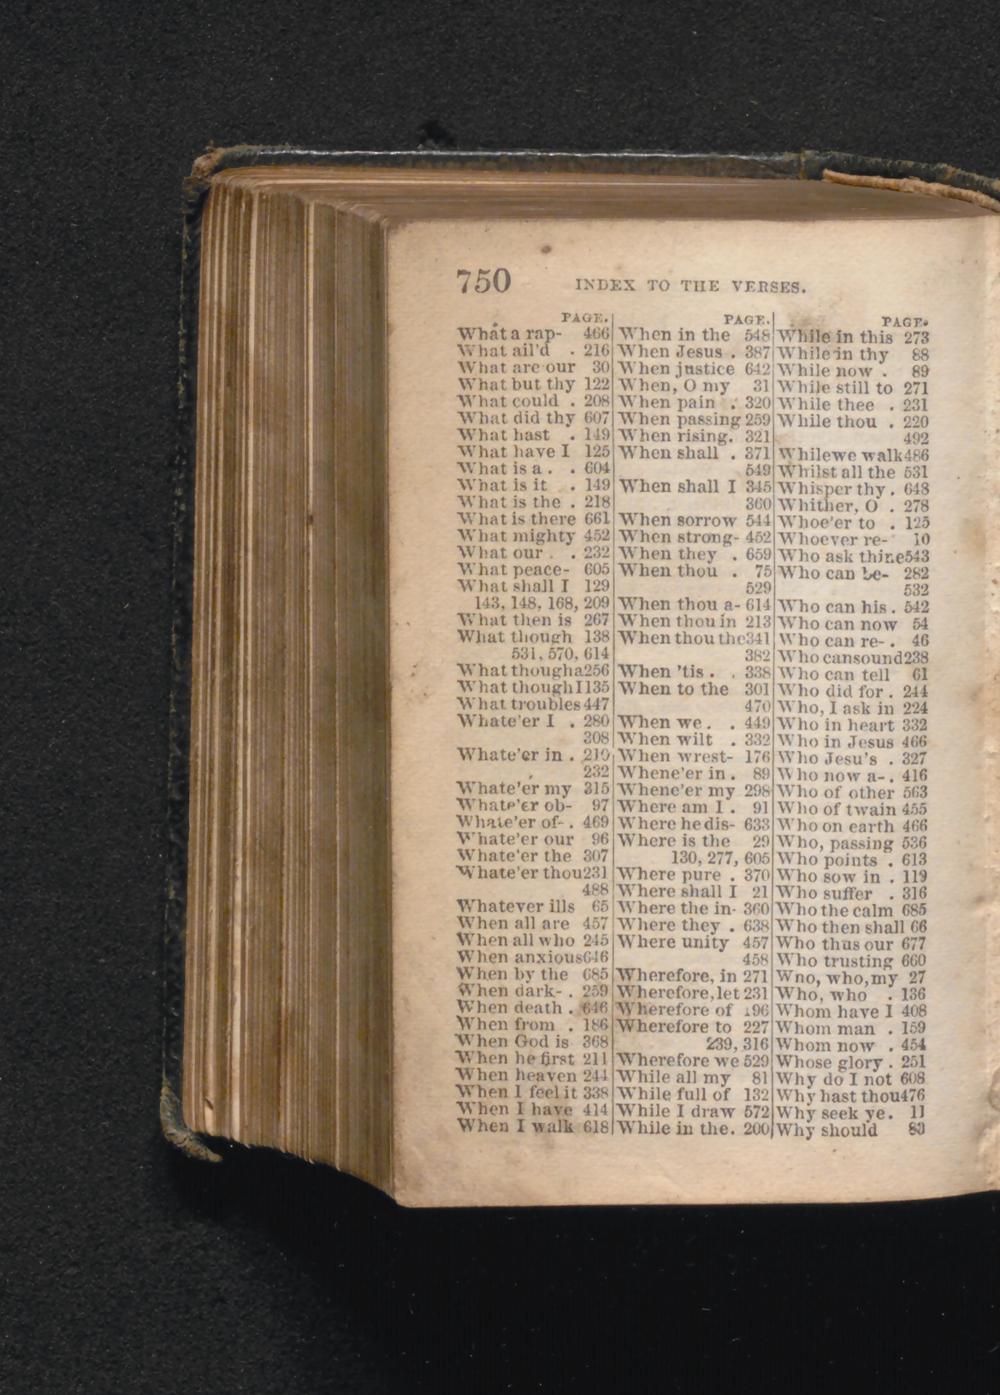 750 INDEX TO THE VERSES.
PAGE.
What a rap- 466
What ail'd . 216
What are our 30
What but thy 122
What could . 208
What did thy 607
What hast . 149
What have I 125
What is a . . 604
What is it . 149
What is the . 218
What is there 661
What mighty 452
What our . . 232
What peace- 605
What shall I 129
143, 148, 168, 209
What then is 267
What though 138
531, 570, 614
What though a 256
What though I 135
What troubles 447
Whate'er I . 280
308
Whate'er in . 210
232
Whate'er my 315
Whate'er ob- 97
Whate'er of- . 469
Whate'er our 96
Whate'er the 307
Whate'er thou 231
488
Whatever ills 65
When all are 457
When all who 245
When anxious 646
When by the 685
When dark- . 259
When death . 646
When from . 186
When God is 368
When he first 211
When heaven 244
When I feel it 338
When I have 414
When I walk 618
PAGE.
When in the 548
When Jesus . 387
When justice 642
When, O my 31
When pain . 320
When passing 259
When rising. 321
When shall . 371
549
When shall I 345
360
When sorrow 544
When strong- 452
When they . 659
When thou . 75
529
When thou a- 614
When thou in 213
When thou the 341
382
When 'tis . . 338
When to the 301
470
When we . . 449
When wilt . 332
When wrest- 176
Whene'er in . 89
Whene'er my 298
Where am I . 91
Where he dis- 633
Where is the 29
130, 277, 605
Where pure . 370
Where shall I 21
Where the in- 360
Where they . 638
Where unity 457
458
Wherefore, in 271
Wherefore, let 231
Wherefore of 196
Wherefore to 227
239, 316
Wherefore we 529
While all my 81
While full of 132
While I draw 572
While in the. 200
PAGE.
While in this 273
While in thy 88
While now . 89
While still to 271
While thee . 231
While thou . 220
492
While we walk 486
Whilst all the 531
Whisper thy . 648
Whither, O . 278
Whoe'er to . 125
Whoever re- 10
Who ask thine 543
Who can be- 282
532
Who can his . 542
Who can now 54
Who can re- . 46
Who can sound 238
Who can tell 61
Who did for . 244
Who, I ask in 224
Who in heart 332
Who in Jesus 466
Who Jesu's . 327
Who now a- . 416
Who of other 563
Who of twain 455
Who on earth 466
Who, passing 536
Who points . 613
Who sow in . 119
Who suffer . 316
Who the calm 685
Who then shall 66
Who thus our 677
Who trusting 660
Who, who, my 27
Who, who . 136
Whom have I 408
Whom man . 159
Whom now . 454
Whose glory . 251
Why do I not 608
Why hast thou 476
Why seek ye . 11
Why should 83